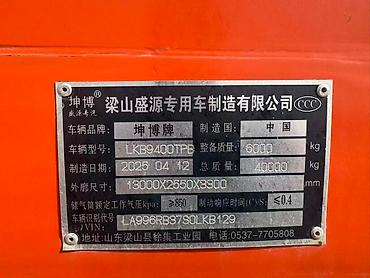 坤博® 梁山盛源专用车制造有限公司 CCC
盛源专汽
车辆品牌: 坤博牌 制造国: 中国
车辆型号: LKB9400TPB 整备质量: 6000 kg
制造日期: 2025 04 12 总质量: 40000 kg
外廓尺寸: 13000X2550X3300 mm
储气筒额定工作气压kpa: ≥850 制动响应时间(C)/S: ≤0.4
车辆识别代号(VIN): LA996RB37S0LKB129
地址:山东梁山县徐集工业园 电话:0537-7705808